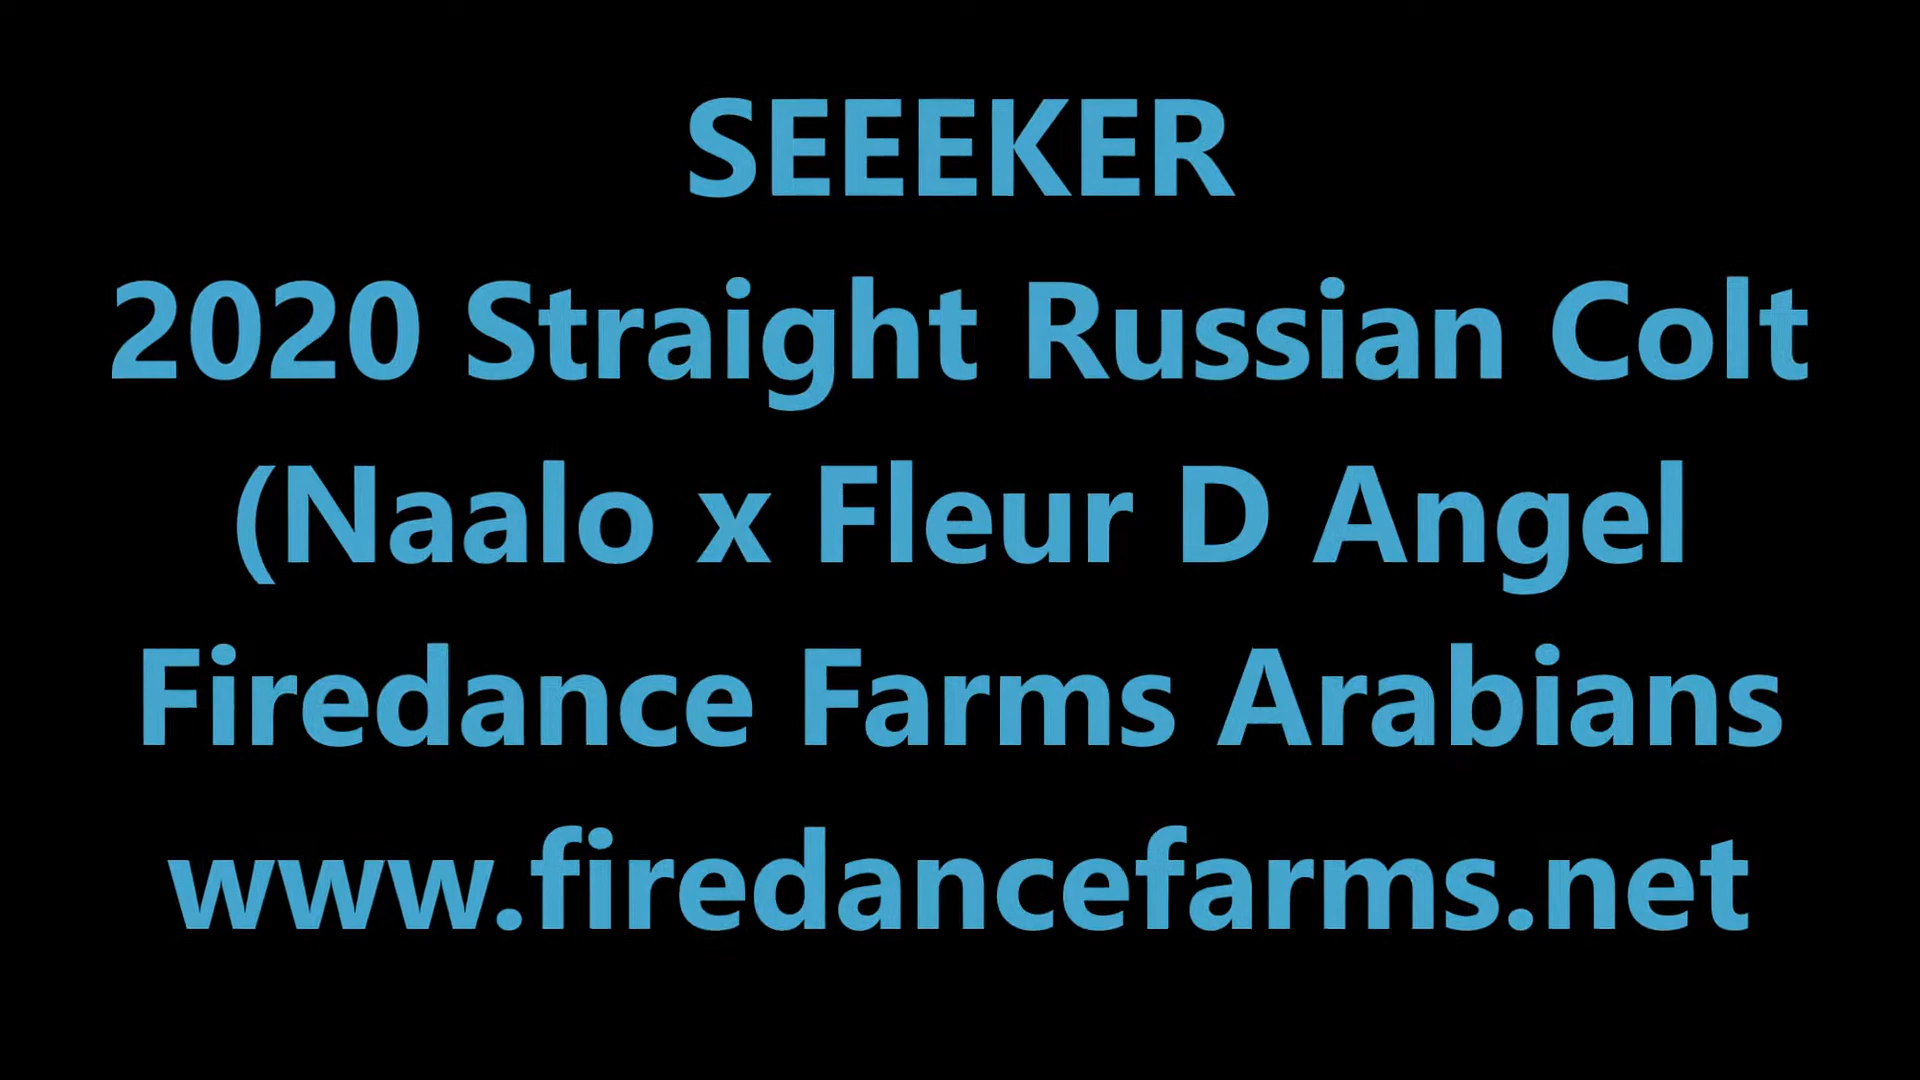 SEEEKER
2020 Straight Russian Colt
(Naalo x Fleur D Angel
Firedance Farms Arabians
www.firedancefarms.net